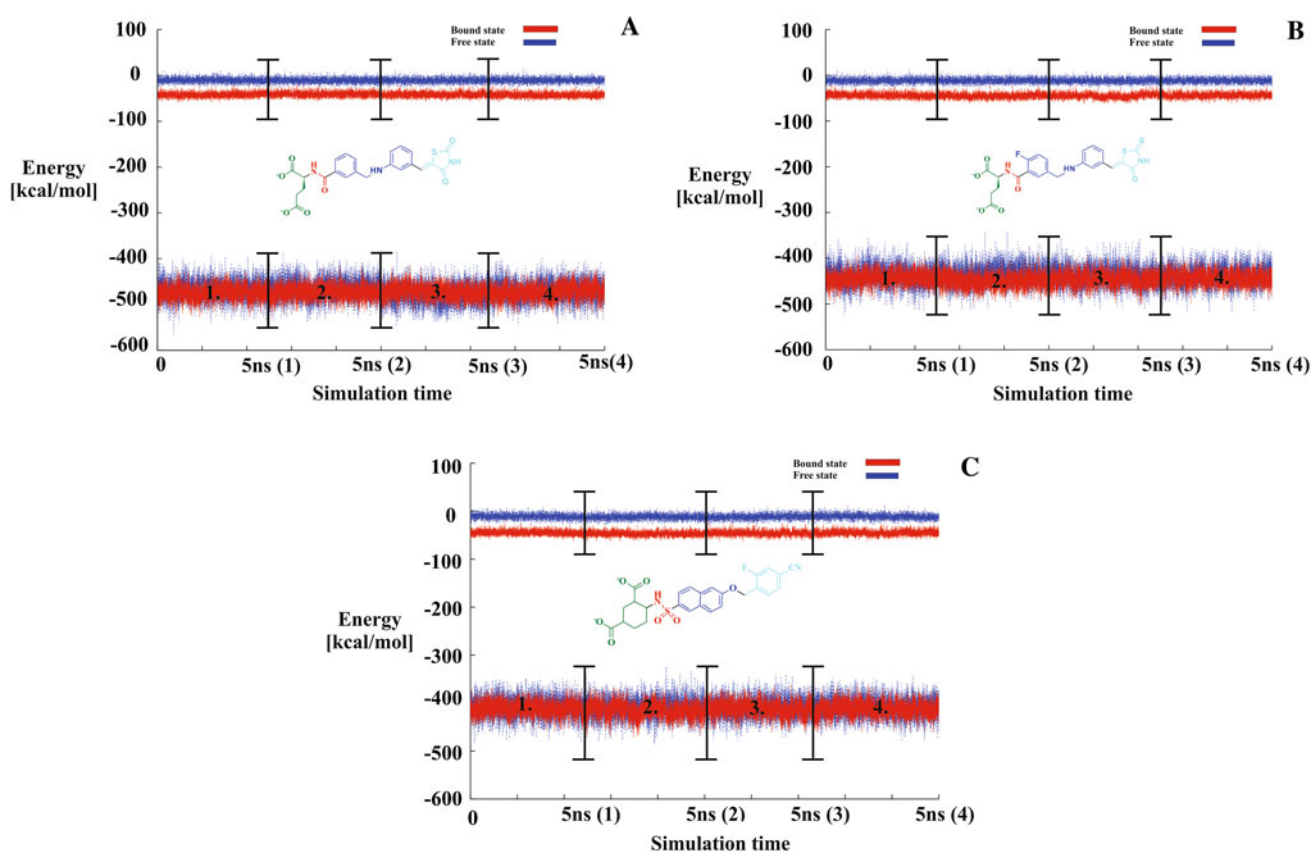 A
Bound state
Free state
100
0
-100
-200
-300
-400
-500
-600
Energy
[kcal/mol]
-O
O
H
N
O
-O
O
NH
S
O
NH
O
1.
2.
3.
4.
0
5ns (1)
5ns (2)
5ns (3)
5ns(4)
Simulation time
B
Bound state
Free state
100
0
-100
-200
-300
-400
-500
-600
Energy
[kcal/mol]
-O
O
H
N
O
-O
O
F
NH
S
S
NH
O
1.
2.
3.
4.
0
5ns (1)
5ns (2)
5ns (3)
5ns (4)
Simulation time
C
Bound state
Free state
100
0
-100
-200
-300
-400
-500
-600
Energy
[kcal/mol]
-O
O
-O
O
H
N
S
O
O
O
F
CN
1.
2.
3.
4.
0
5ns (1)
5ns (2)
5ns (3)
5ns (4)
Simulation time